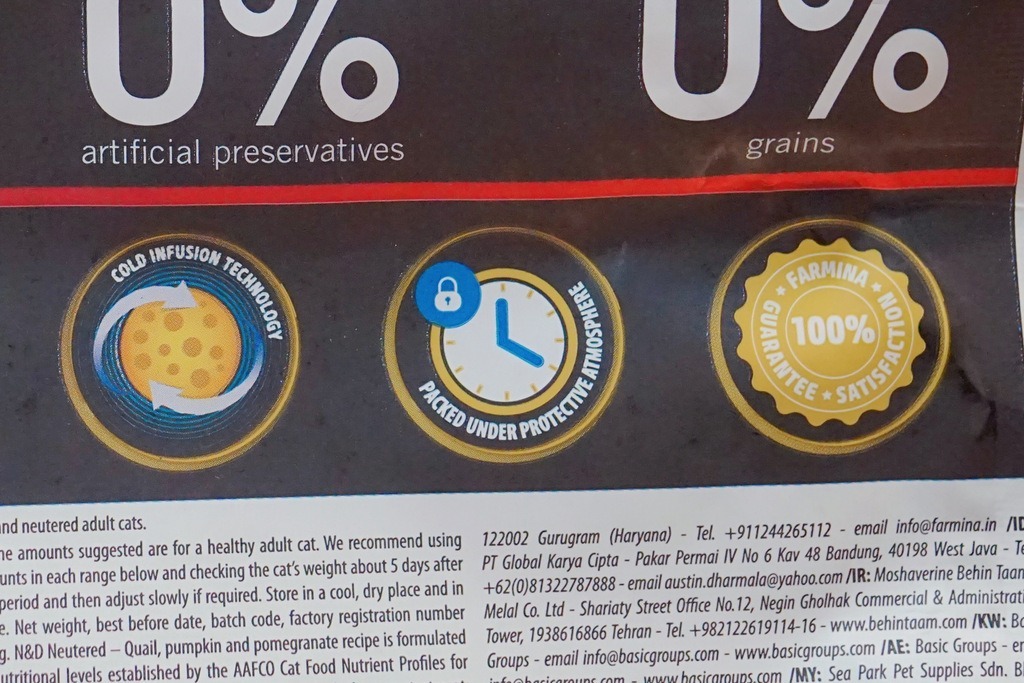 0% 0%
artificial preservatives
grains
COLD INFUSION TECHNOLOGY
PACKED UNDER PROTECTIVE ATMOSPHERE
FARMINA GUARANTEE 100% SATISFACTION
nd neutered adult cats.
ne amounts suggested are for a healthy adult cat. We recommend using
unts in each range below and checking the cat's weight about 5 days after
period and then adjust slowly if required. Store in a cool, dry place and in
e. Net weight, best before date, batch code, factory registration number
g. N&D Neutered – Quail, pumpkin and pomegranate recipe is formulated
utritional levels established by the AAFCO Cat Food Nutrient Profiles for
122002 Gurugram (Haryana) - Tel. +911244265112 - email info@farmina.in /ID
PT Global Karya Cipta - Pakar Permai IV No 6 Kav 48 Bandung, 40198 West Java - Te
+62(0)81322787888 - email austin.dharmala@yahoo.com /IR: Moshaverine Behin Taam
Melal Co. Ltd - Shariaty Street Office No.12, Negin Gholhak Commercial & Administrati
Tower, 1938616866 Tehran - Tel. +982122619114-16 - www.behintaam.com /KW: Ba
Groups - email info@basicgroups.com - www.basicgroups.com /AE: Basic Groups - em
info@basicgroups.com - www.basicgroups.com /MY: Sea Park Pet Supplies Sdn. B